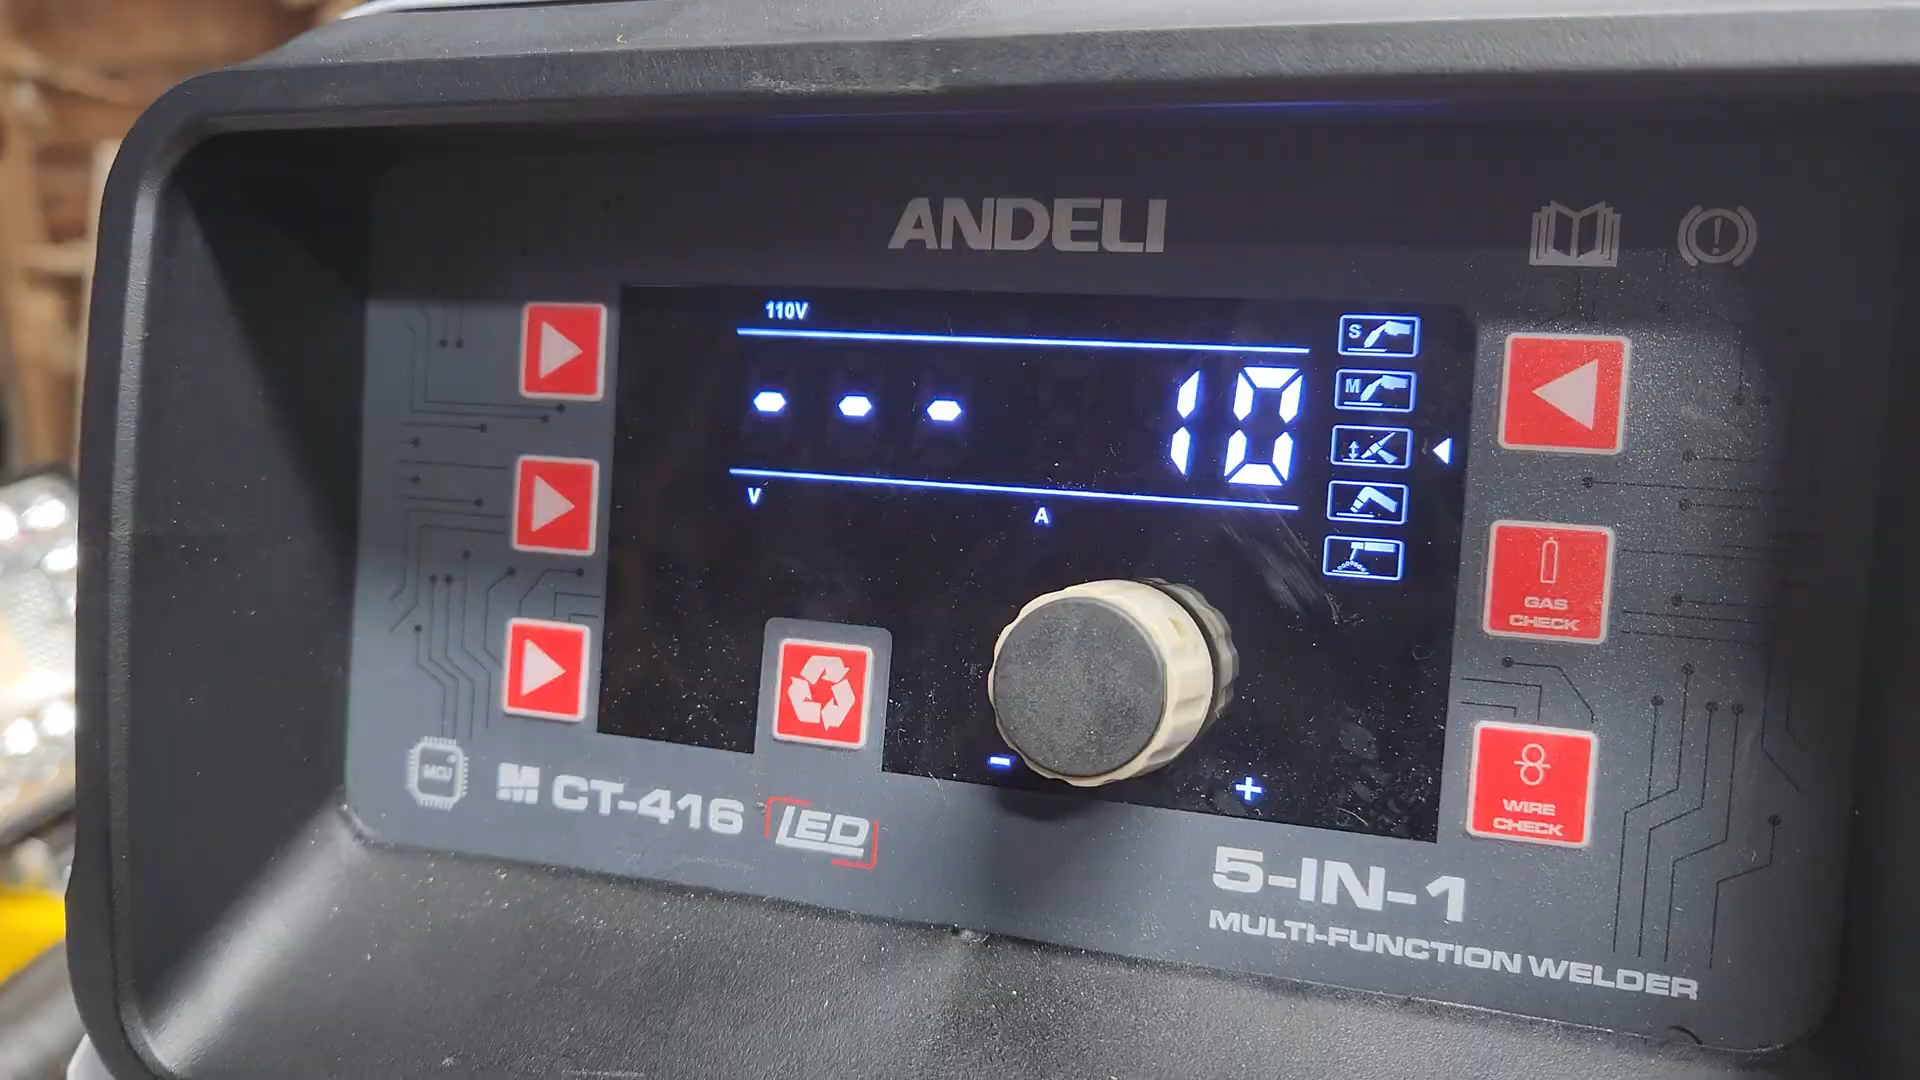 ANDELI
110V
--- 10
V
A
S
M
GAS
CHECK
WIRE
CHECK
- +
MCU
M CT-416 LED
5-IN-1
MULTI-FUNCTION WELDER